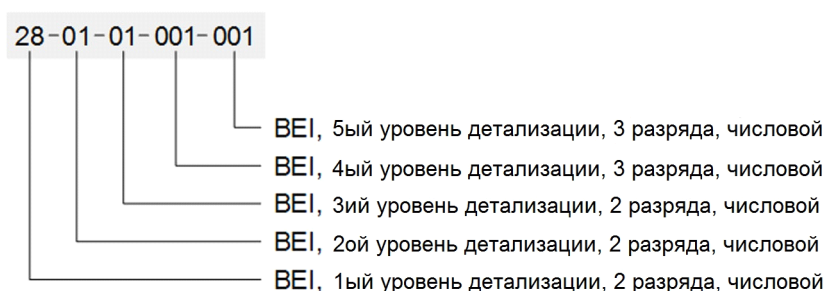 28-01-01-001-001
BEI, 5ый уровень детализации, 3 разряда, числовой
BEI, 4ый уровень детализации, 3 разряда, числовой
BEI, 3ий уровень детализации, 2 разряда, числовой
BEI, 2ой уровень детализации, 2 разряда, числовой
BEI, 1ый уровень детализации, 2 разряда, числовой